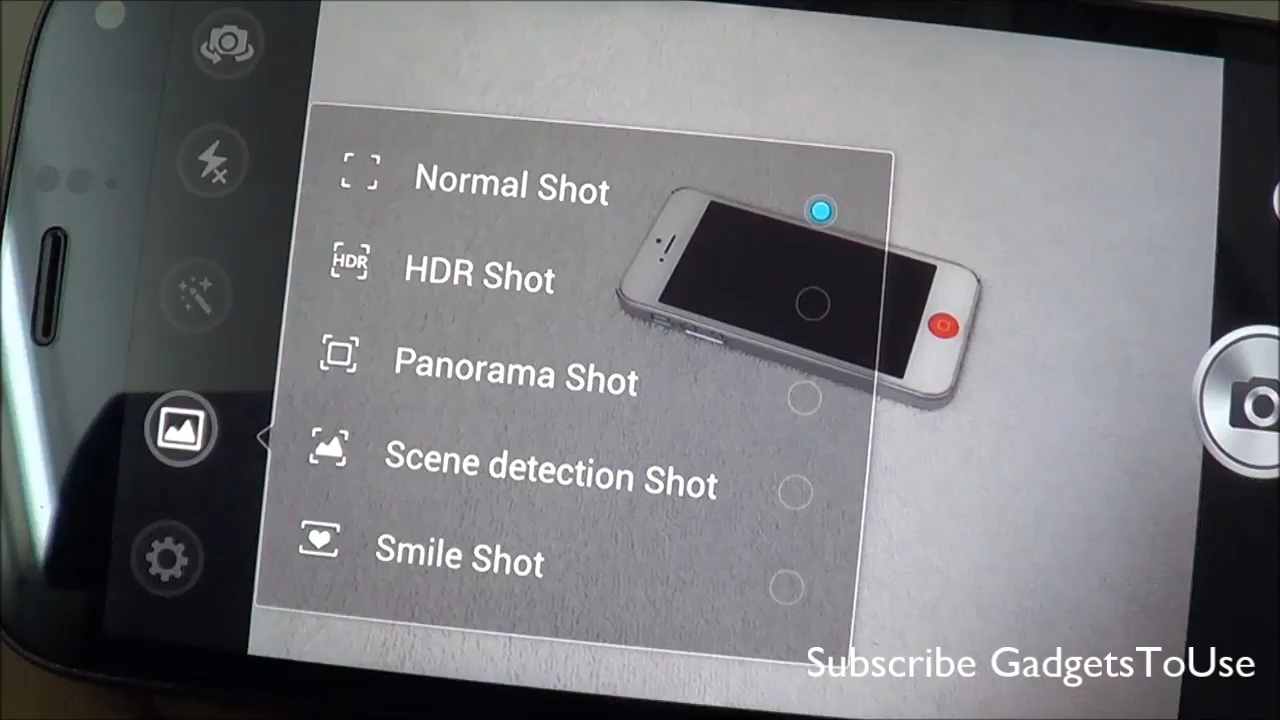 Normal Shot
HDR
HDR Shot
Panorama Shot
Scene detection Shot
Smile Shot
Subscribe GadgetsToUse